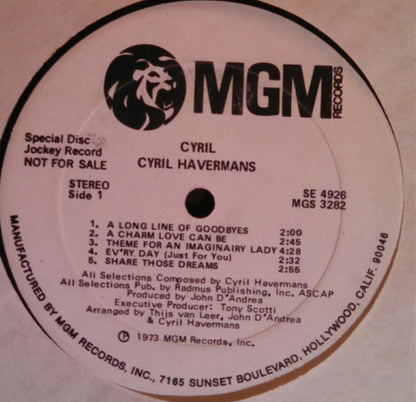 MGM
RECORDS
Special Disc
Jockey Record
NOT FOR SALE
CYRIL
CYRIL HAVERMANS
STEREO
Side 1
SE 4926
MGS 3282
1. A LONG LINE OF GOODBYES 2:00
2. A CHARM LOVE CAN BE 2:45
3. THEME FOR AN IMAGINAIRY LADY 4:28
4. EV'RY DAY (Just For You) 2:32
5. SHARE THOSE DREAMS 2:55
All Selections Composed by Cyril Havermans
All Selections Pub. by Radmus Publishing, Inc. ASCAP
Produced by John D'Andrea
Executive Producer: Tony Scotti
Arranged by Thijs van Leer, John D'Andrea
& Cyril Havermans
Ⓟ 1973 MGM Records, Inc.
MANUFACTURED BY MGM RECORDS, INC., 7165 SUNSET BOULEVARD, HOLLYWOOD, CALIF. 90046